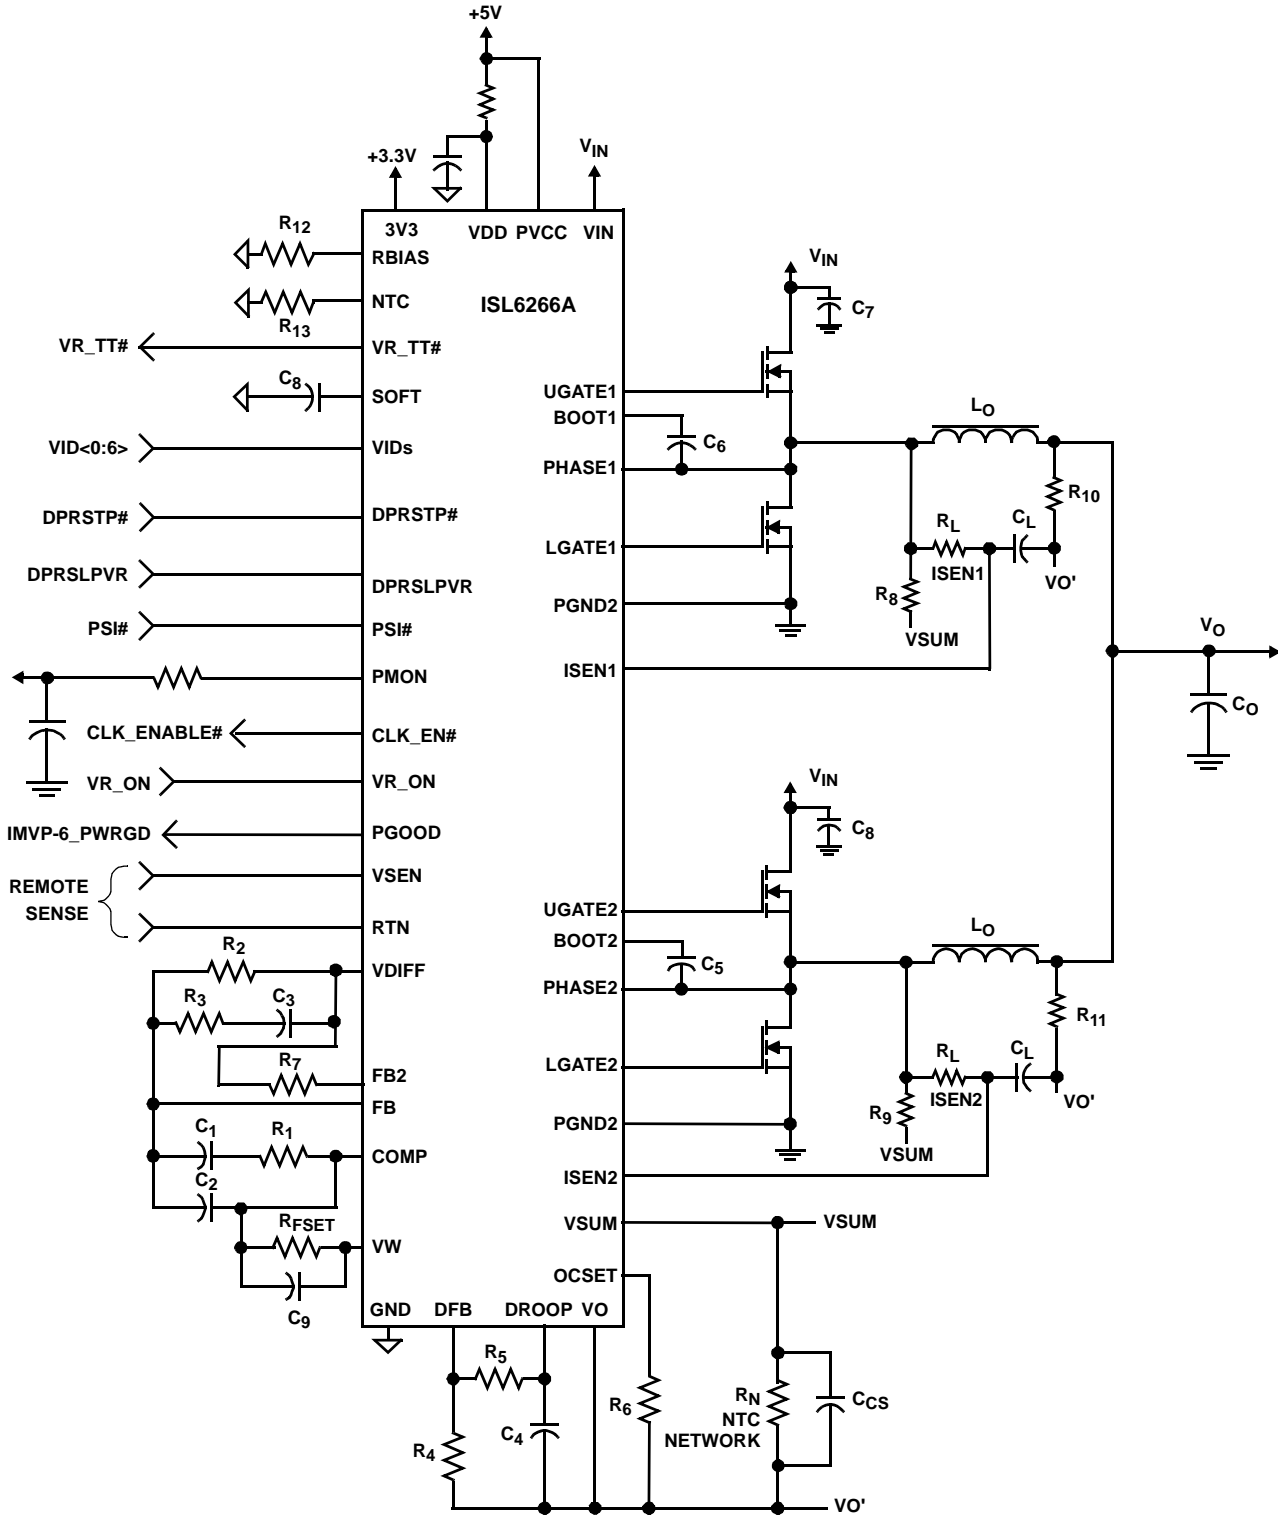 +5V
+3.3V
VIN
3V3
VDD
PVCC
VIN
R12
RBIAS
ISL6266A
NTC
R13
VR_TT#
VR_TT#
C8
SOFT
VID<0:6>
VIDs
DPRSTP#
DPRSTP#
DPRSLPVR
DPRSLPVR
PSI#
PSI#
PMON
CLK_ENABLE#
CLK_EN#
VR_ON
VR_ON
IMVP-6_PWRGD
PGOOD
REMOTE
SENSE
VSEN
RTN
R2
VDIFF
R3
C3
R7
FB2
FB
C1
R1
COMP
C2
RFSET
VW
C9
GND
DFB
DROOP
VO
R5
R4
C4
R6
UGATE1
BOOT1
C6
PHASE1
LGATE1
PGND2
ISEN1
VIN
C7
LO
R10
RL
CL
ISEN1
VO'
R8
VSUM
VO
CO
VIN
C8
UGATE2
BOOT2
C5
PHASE2
LGATE2
PGND2
ISEN2
LO
R11
RL
CL
ISEN2
VO'
R9
VSUM
VSUM
VSUM
OCSET
RN
NTC
NETWORK
CCS
VO'